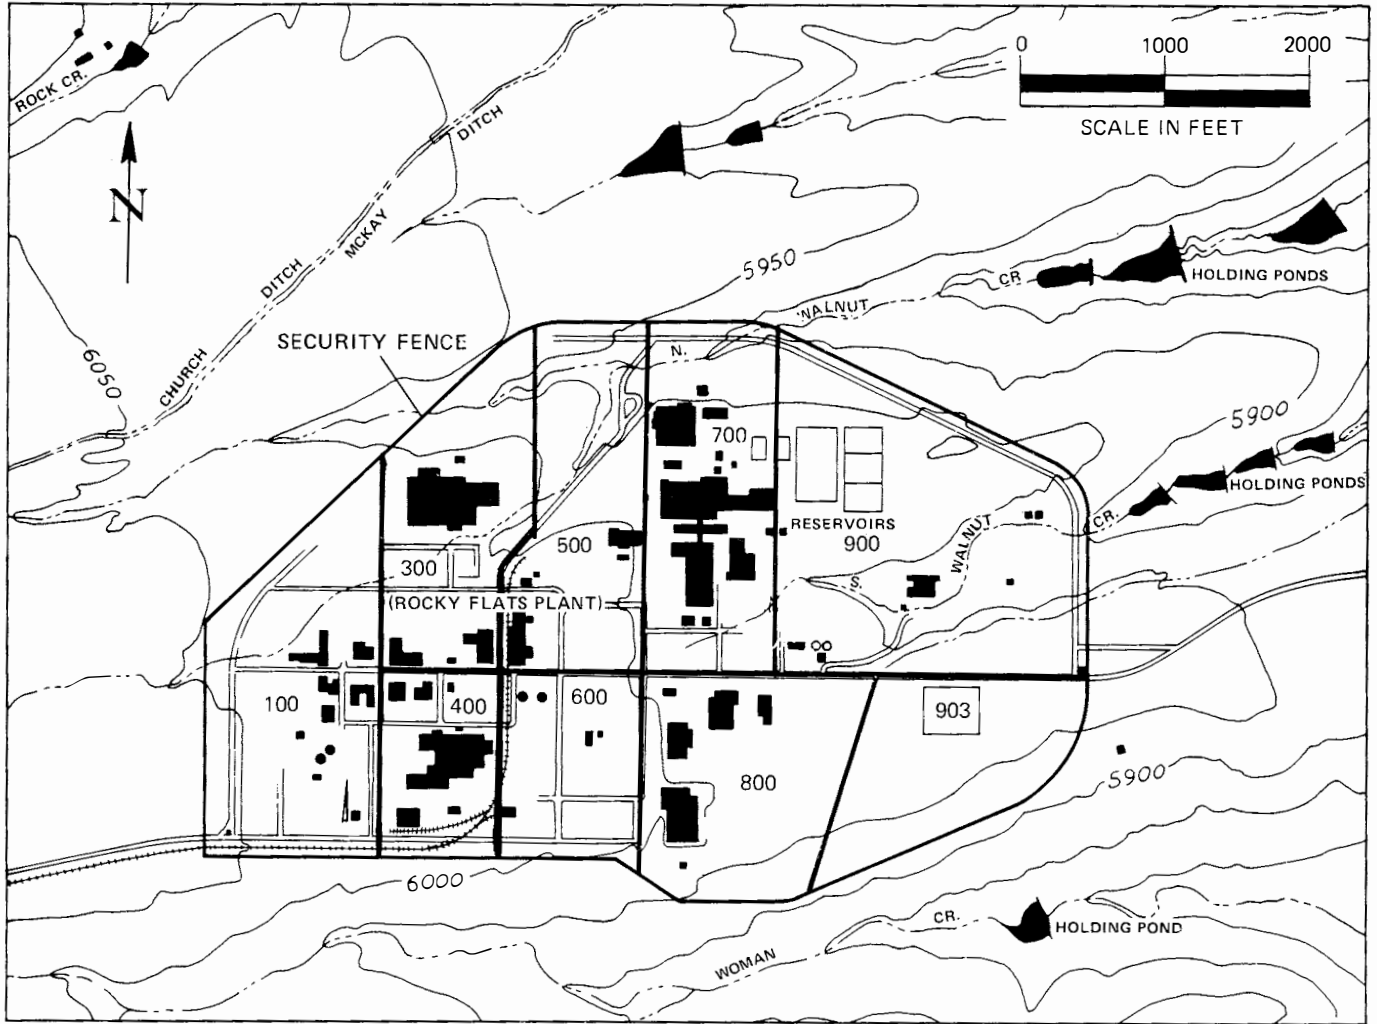 0 1000 2000
SCALE IN FEET
ROCK CR.
N
DITCH
MCKAY
DITCH
CHURCH
5950
CR
HOLDING PONDS
WALNUT
SECURITY FENCE
N.
6050
5900
700
HOLDING PONDS
CR.
RESERVOIRS
900
WALNUT
500
300
S.
(ROCKY FLATS PLANT)
100
400
600
903
800
5900
6000
CR.
HOLDING POND
WOMAN